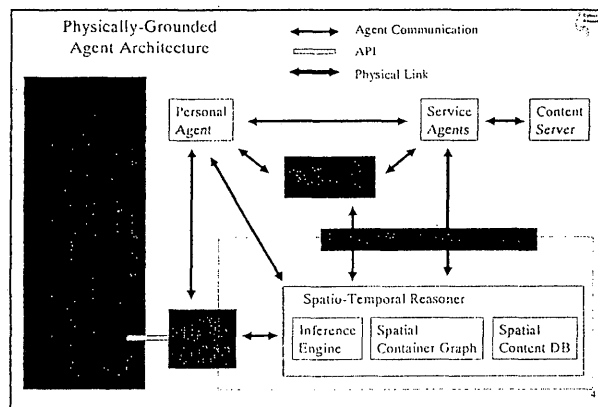 Physically-Grounded
Agent Architecture
Agent Communication
API
Physical Link
Personal
Agent
Service
Agents
Content
Server
Spatio-Temporal Reasoner
Inference
Engine
Spatial
Container Graph
Spatial
Content DB
4